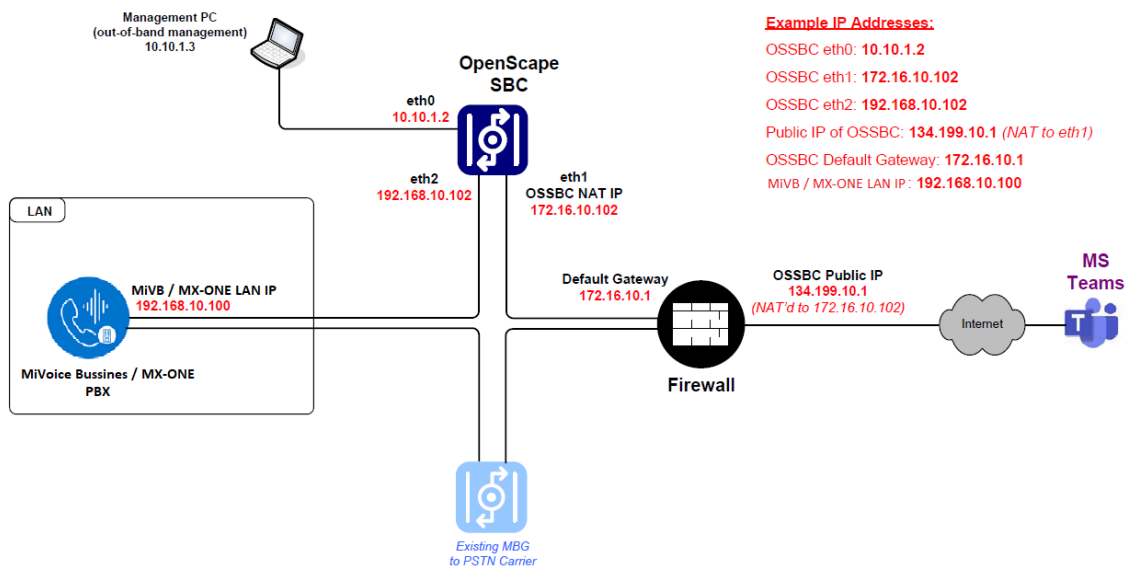 Management PC
(out-of-band management)
10.10.1.3
OpenScape
SBC
eth0
10.10.1.2
eth2
192.168.10.102
eth1
OSSBC NAT IP
172.16.10.102
Example IP Addresses:
OSSBC eth0: 10.10.1.2
OSSBC eth1: 172.16.10.102
OSSBC eth2: 192.168.10.102
Public IP of OSSBC: 134.199.10.1 (NAT to eth1)
OSSBC Default Gateway: 172.16.10.1
MiVB / MX-ONE LAN IP: 192.168.10.100
LAN
MiVB / MX-ONE LAN IP
192.168.10.100
MiVoice Bussines / MX-ONE
PBX
Default Gateway
172.16.10.1
Firewall
OSSBC Public IP
134.199.10.1
(NAT'd to 172.16.10.102)
Internet
MS
Teams
T
Existing MBG
to PSTN Carrier